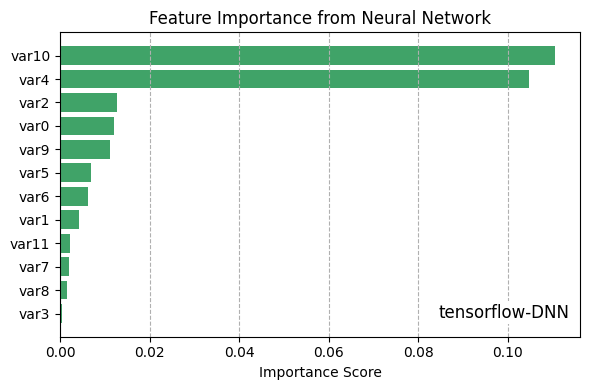 Feature Importance from Neural Network
var10
var4
var2
var0
var9
var5
var6
var1
var11
var7
var8
var3
tensorflow-DNN
0.00 0.02 0.04 0.06 0.08 0.10
Importance Score